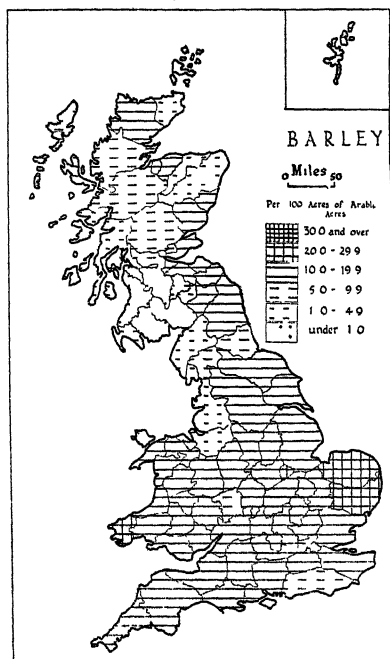 BARLEY
Miles
0 50
Per 100 Acres of Arable
Acres
30 0 and over
20 0 - 29 9
10 0 - 19 9
5 0 - 9 9
1 0 - 4 9
under 1 0